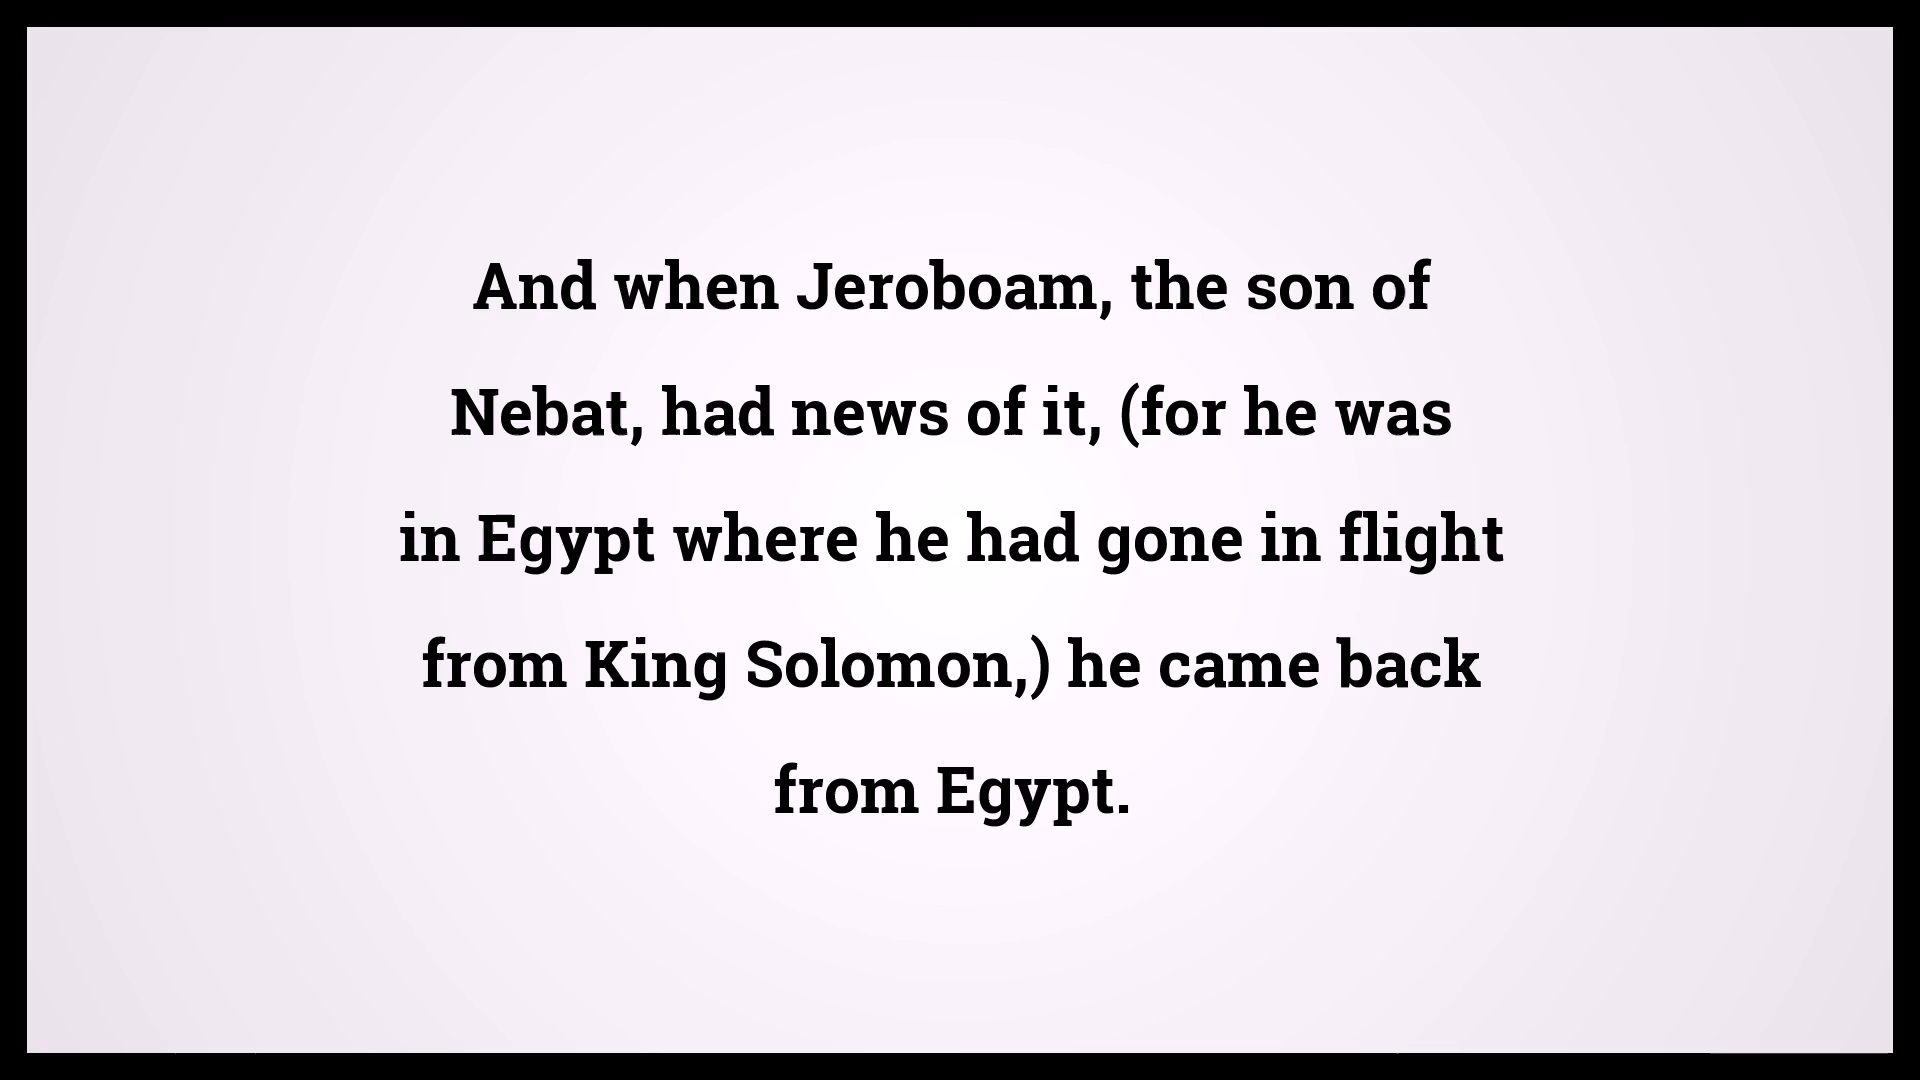 And when Jeroboam, the son of
Nebat, had news of it, (for he was
in Egypt where he had gone in flight
from King Solomon,) he came back
from Egypt.